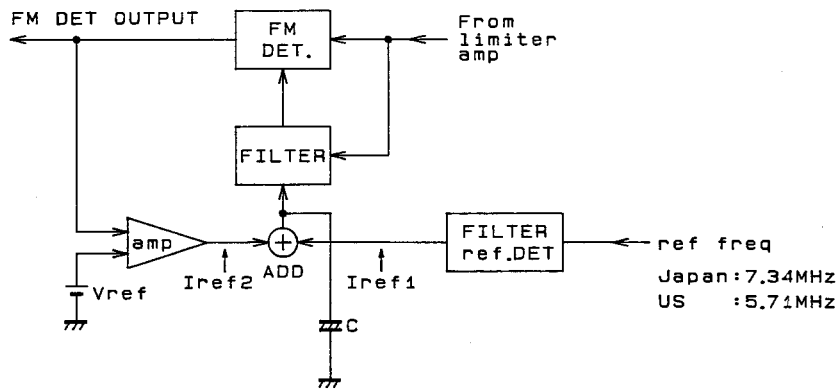 FM DET OUTPUT
FM
DET.
From
limiter
amp
FILTER
amp
ADD
Iref2
Iref1
Vref
C
FILTER
ref.DET
ref freq
Japan:7.34MHz
US :5.71MHz